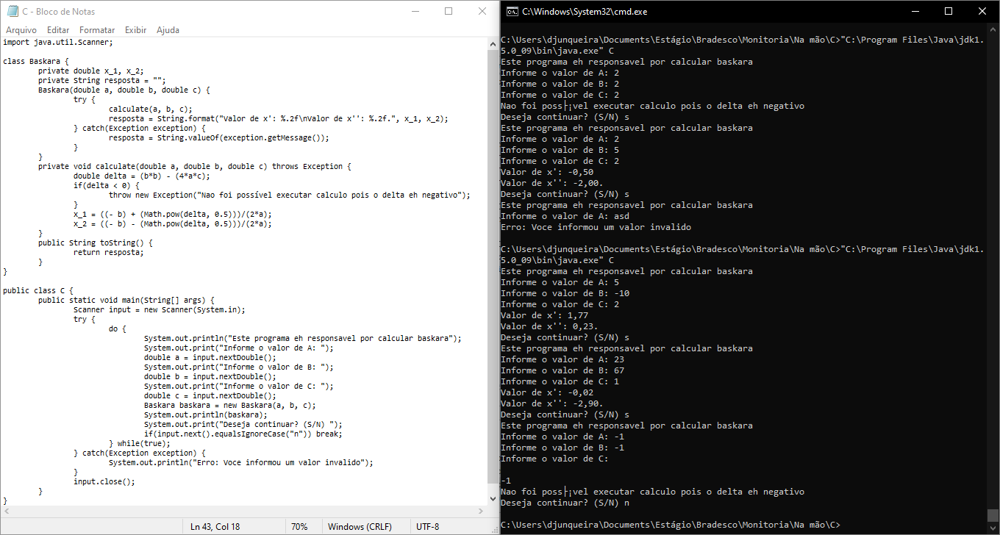 C - Bloco de Notas
Arquivo Editar Formatar Exibir Ajuda
import java.util.Scanner;
class Baskara {
private double x_1, x_2;
private String resposta = "";
Baskara(double a, double b, double c) {
try {
calculate(a, b, c);
resposta = String.format("Valor de x': %.2f\nValor de x'': %.2f.", x_1, x_2);
} catch(Exception exception) {
resposta = String.valueOf(exception.getMessage());
}
}
private void calculate(double a, double b, double c) throws Exception {
double delta = (b*b) - (4*a*c);
if(delta < 0) {
throw new Exception("Nao foi possível executar calculo pois o delta eh negativo");
}
x_1 = ((- b) + (Math.pow(delta, 0.5)))/(2*a);
x_2 = ((- b) - (Math.pow(delta, 0.5)))/(2*a);
}
public String toString() {
return resposta;
}
}
public class C {
public static void main(String[] args) {
Scanner input = new Scanner(System.in);
try {
do {
System.out.println("Este programa eh responsavel por calcular baskara");
System.out.print("Informe o valor de A: ");
double a = input.nextDouble();
System.out.print("Informe o valor de B: ");
double b = input.nextDouble();
System.out.print("Informe o valor de C: ");
double c = input.nextDouble();
Baskara baskara = new Baskara(a, b, c);
System.out.println(baskara);
System.out.print("Deseja continuar? (S/N) ");
if(input.next().equalsIgnoreCase("n")) break;
} while(true);
} catch(Exception exception) {
System.out.println("Erro: Voce informou um valor invalido");
}
input.close();
}
}
Ln 43, Col 18 70% Windows (CRLF) UTF-8
C:\Windows\System32\cmd.exe
C:\Users\djunqueira\Documents\Estágio\Bradesco\Monitoria\Na mão\C>"C:\Program Files\Java\jdk1.
5.0_09\bin\java.exe" C
Este programa eh responsavel por calcular baskara
Informe o valor de A: 2
Informe o valor de B: 2
Informe o valor de C: 2
Nao foi poss├¡vel executar calculo pois o delta eh negativo
Deseja continuar? (S/N) s
Este programa eh responsavel por calcular baskara
Informe o valor de A: 2
Informe o valor de B: 5
Informe o valor de C: 2
Valor de x': -0,50
Valor de x'': -2,00.
Deseja continuar? (S/N) s
Este programa eh responsavel por calcular baskara
Informe o valor de A: asd
Erro: Voce informou um valor invalido
C:\Users\djunqueira\Documents\Estágio\Bradesco\Monitoria\Na mão\C>"C:\Program Files\Java\jdk1.
5.0_09\bin\java.exe" C
Este programa eh responsavel por calcular baskara
Informe o valor de A: 5
Informe o valor de B: -10
Informe o valor de C: 2
Valor de x': 1,77
Valor de x'': 0,23.
Deseja continuar? (S/N) s
Este programa eh responsavel por calcular baskara
Informe o valor de A: 23
Informe o valor de B: 67
Informe o valor de C: 1
Valor de x': -0,02
Valor de x'': -2,90.
Deseja continuar? (S/N) s
Este programa eh responsavel por calcular baskara
Informe o valor de A: -1
Informe o valor de B: -1
Informe o valor de C:
-1
Nao foi poss├¡vel executar calculo pois o delta eh negativo
Deseja continuar? (S/N) n
C:\Users\djunqueira\Documents\Estágio\Bradesco\Monitoria\Na mão\C>